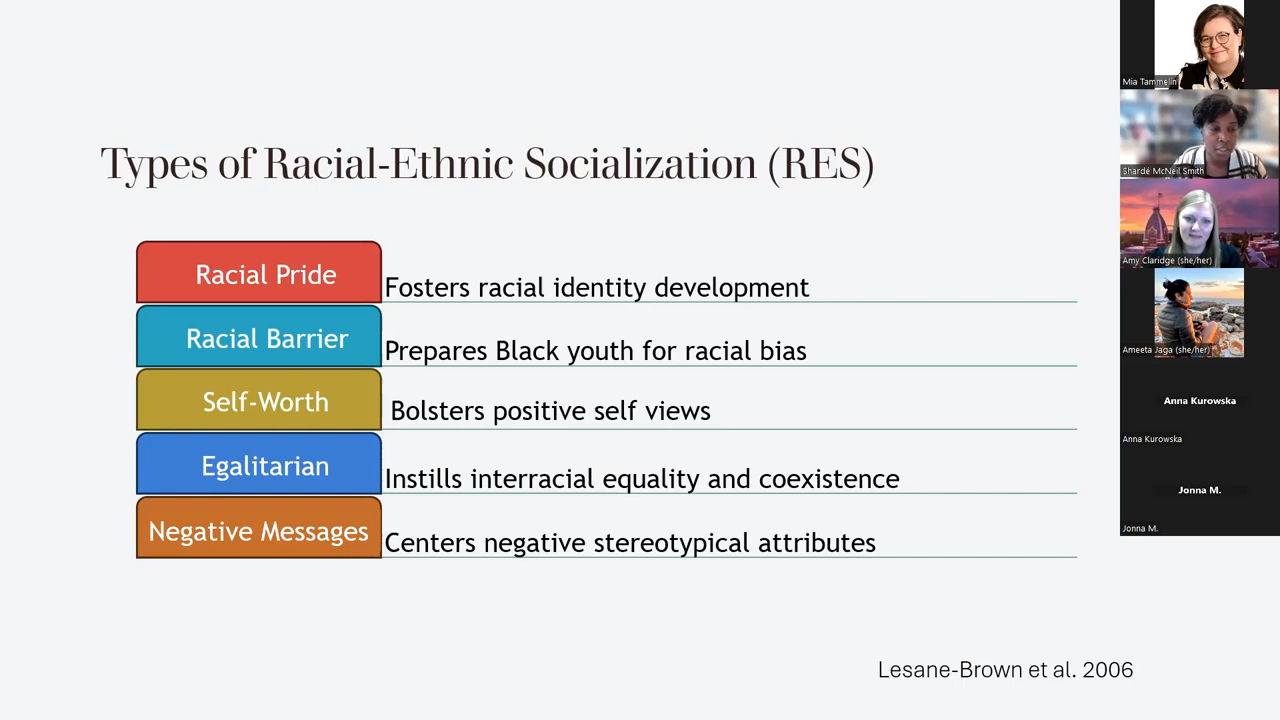 Types of Racial-Ethnic Socialization (RES)
Racial Pride
Fosters racial identity development
Racial Barrier
Prepares Black youth for racial bias
Self-Worth
Bolsters positive self views
Egalitarian
Instills interracial equality and coexistence
Negative Messages
Centers negative stereotypical attributes
Lesane-Brown et al. 2006
Mia Tammelin
Shardé McNeil Smith
Amy Claridge (she/her)
Ameeta Jaga (she/her)
Anna Kurowska
Anna Kurowska
Jonna M.
Jonna M.